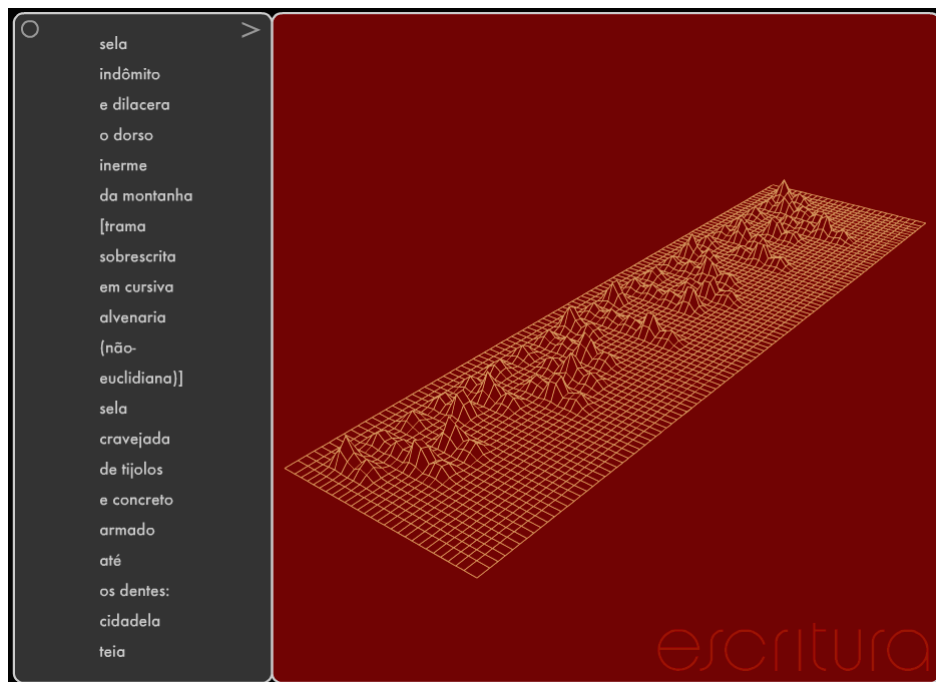 sela
indômito
e dilacera
o dorso
inerme
da montanha
[trama
sobrescrita
em cursiva
alvenaria
(não-
euclidiana)]
sela
cravejada
de tijolos
e concreto
armado
até
os dentes:
cidadela
teia
escritura